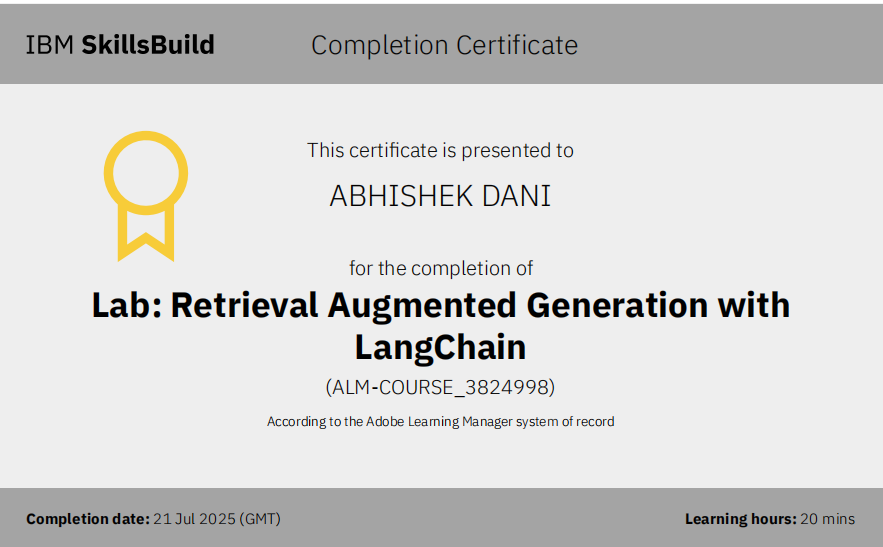 IBM SkillsBuild
Completion Certificate
This certificate is presented to
ABHISHEK DANI
for the completion of
Lab: Retrieval Augmented Generation with
LangChain
(ALM-COURSE_3824998)
According to the Adobe Learning Manager system of record
Completion date: 21 Jul 2025 (GMT)
Learning hours: 20 mins